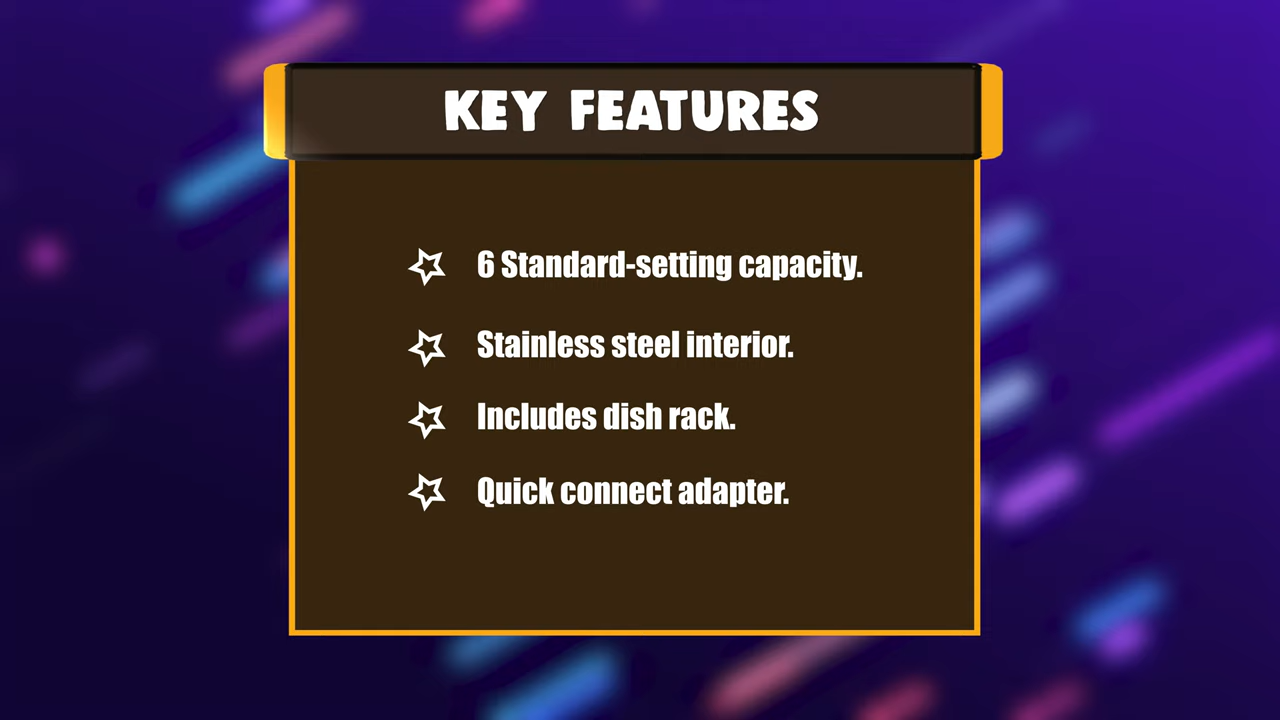 KEY FEATURES
6 Standard-setting capacity.
Stainless steel interior.
Includes dish rack.
Quick connect adapter.